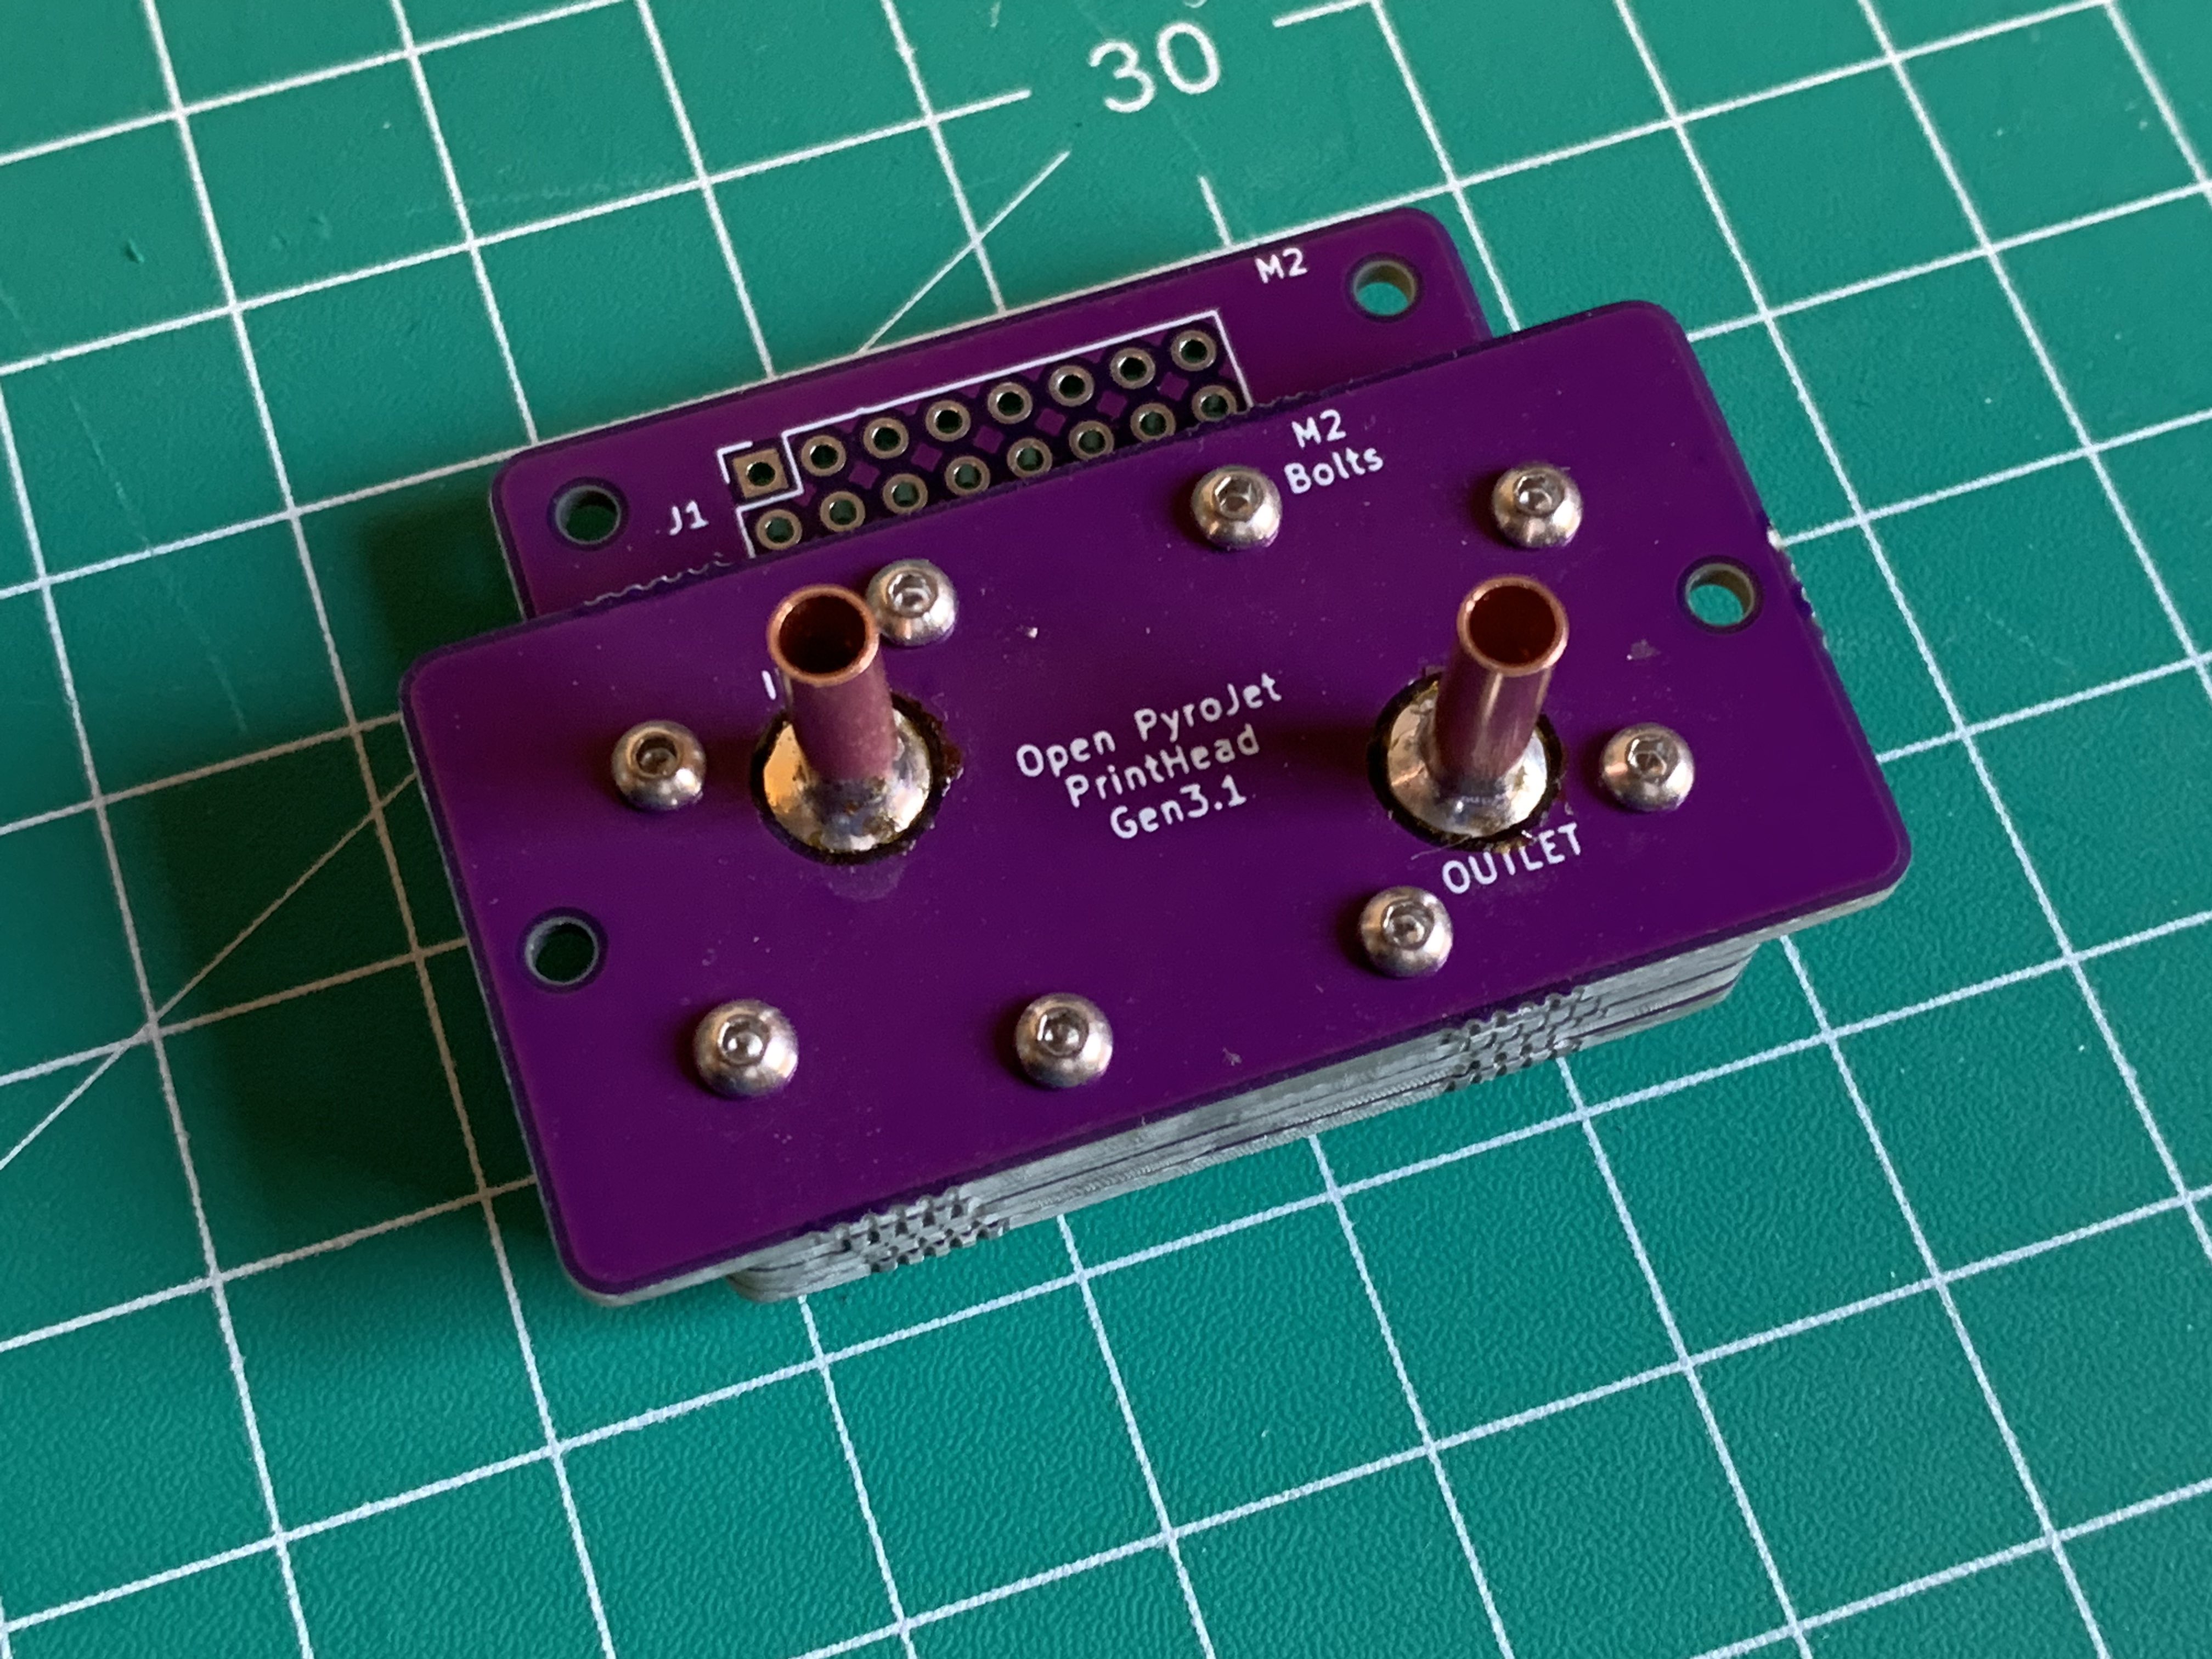 30
M2
J1
M2
Bolts
Open PyroJet
PrintHead
Gen3.1
OUTLET